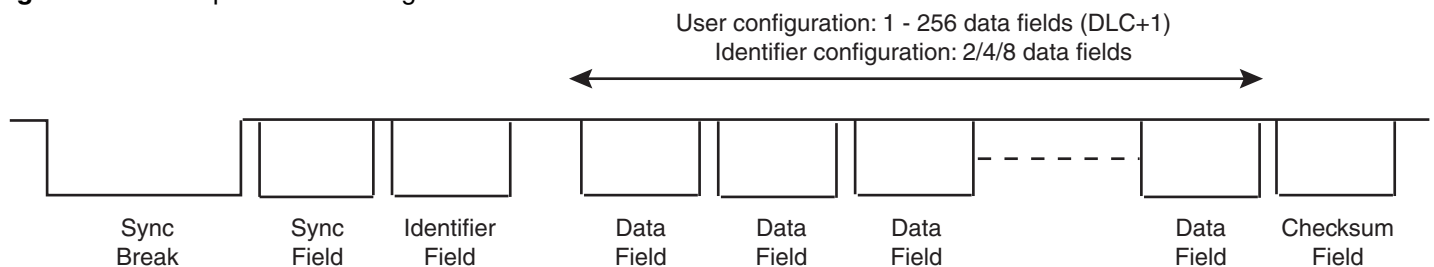 User configuration: 1 - 256 data fields (DLC+1)
Identifier configuration: 2/4/8 data fields
Sync Break
Sync Field
Identifier Field
Data Field
Data Field
Data Field
Data Field
Checksum Field